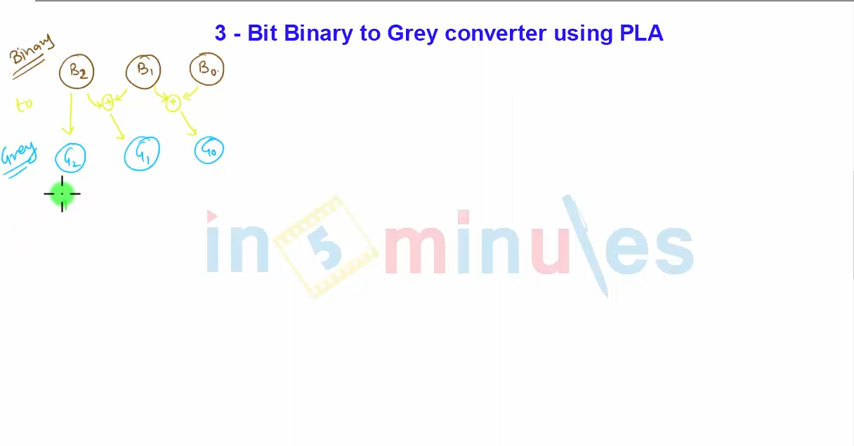 3 - Bit Binary to Grey converter using PLA
Binary
B2 B1 B0
to
+ +
Grey
G2 G1 G0
in 5 minutes